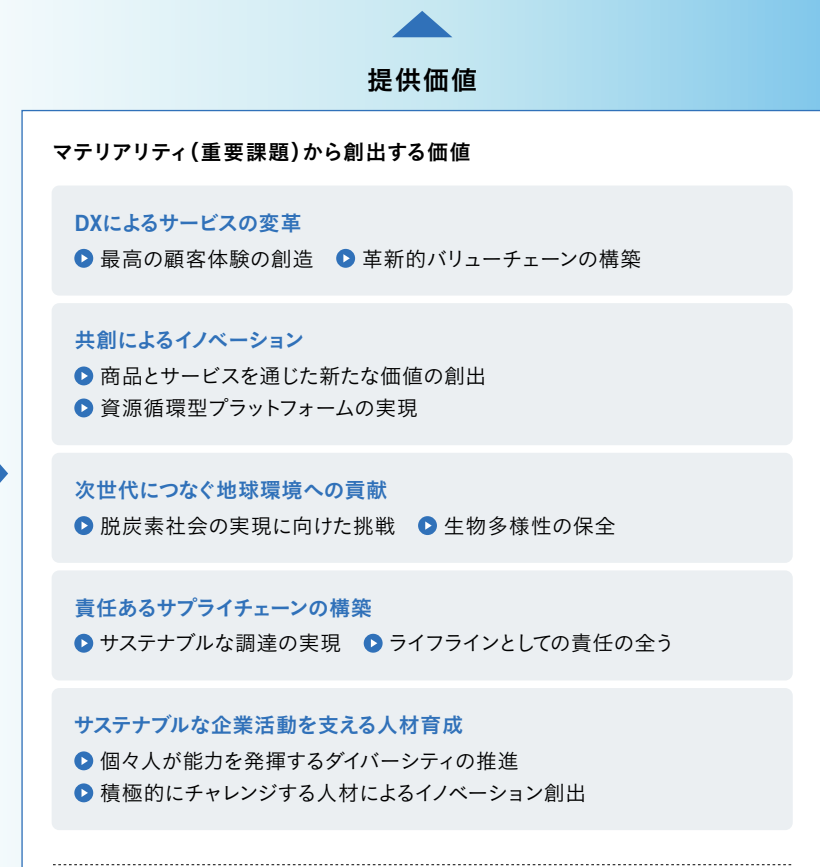 提供価値
マテリアリティ（重要課題）から創出する価値
DXによるサービスの変革
最高の顧客体験の創造　革新的バリューチェーンの構築
共創によるイノベーション
商品とサービスを通じた新たな価値の創出
資源循環型プラットフォームの実現
次世代につなぐ地球環境への貢献
脱炭素社会の実現に向けた挑戦　生物多様性の保全
責任あるサプライチェーンの構築
サステナブルな調達の実現　ライフラインとしての責任の全う
サステナブルな企業活動を支える人材育成
個々人が能力を発揮するダイバーシティの推進
積極的にチャレンジする人材によるイノベーション創出